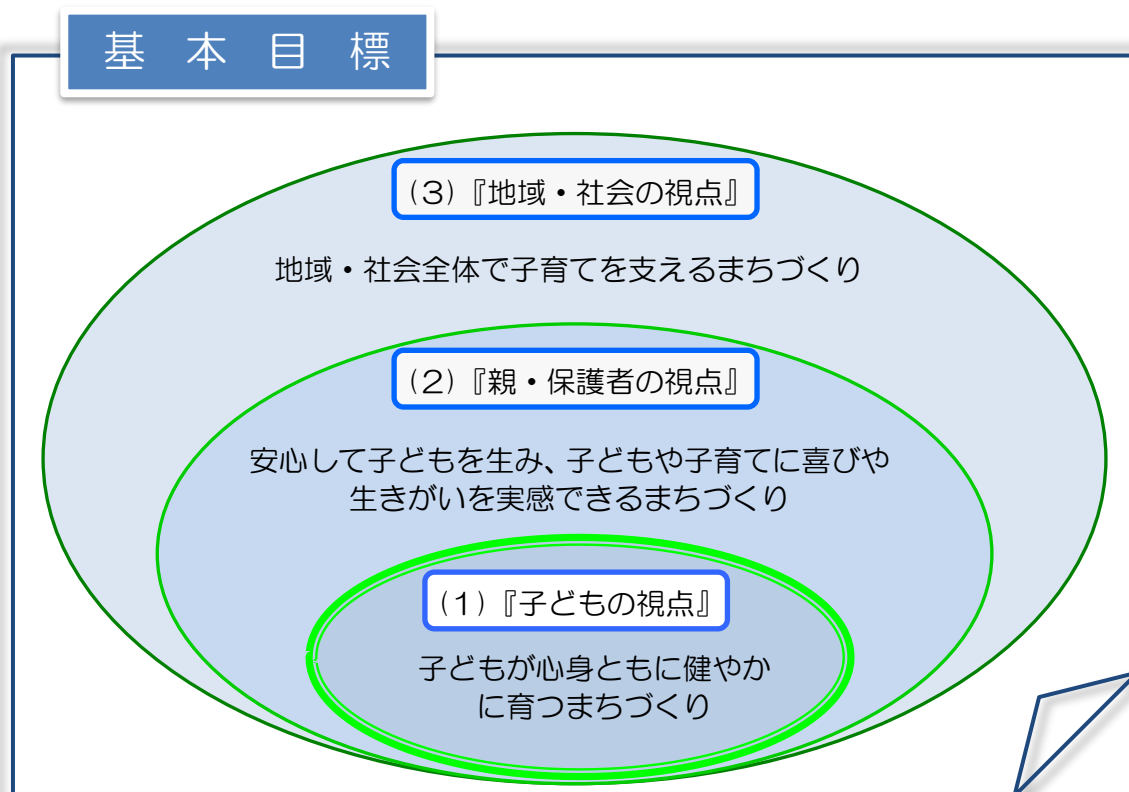 基本目標
(3)『地域・社会の視点』
地域・社会全体で子育てを支えるまちづくり
(2)『親・保護者の視点』
安心して子どもを生み、子どもや子育てに喜びや
生きがいを実感できるまちづくり
(1)『子どもの視点』
子どもが心身ともに健やか
に育つまちづくり